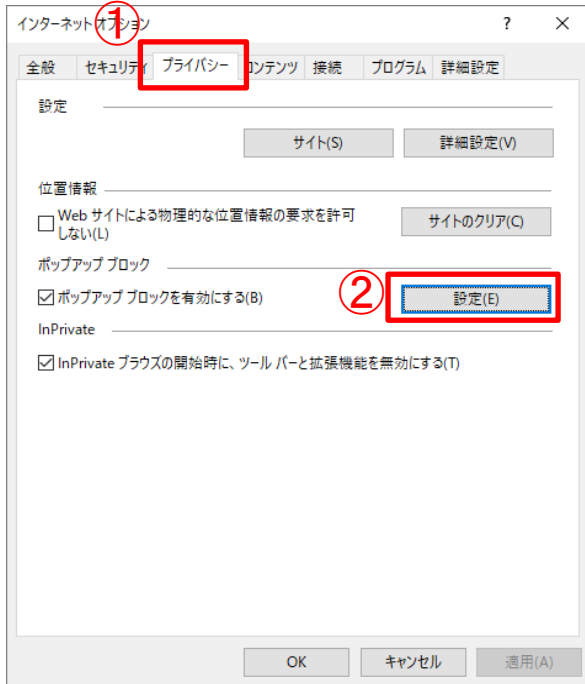 インターネット オプション ? ×
①
全般 セキュリティ プライバシー コンテンツ 接続 プログラム 詳細設定
設定
サイト(S) 詳細設定(V)
位置情報
Web サイトによる物理的な位置情報の要求を許可
しない(L)
サイトのクリア(C)
ポップアップ ブロック
ポップアップ ブロックを有効にする(B)
②
設定(E)
InPrivate
InPrivate ブラウズの開始時に、ツール バーと拡張機能を無効にする(T)
OK キャンセル 適用(A)